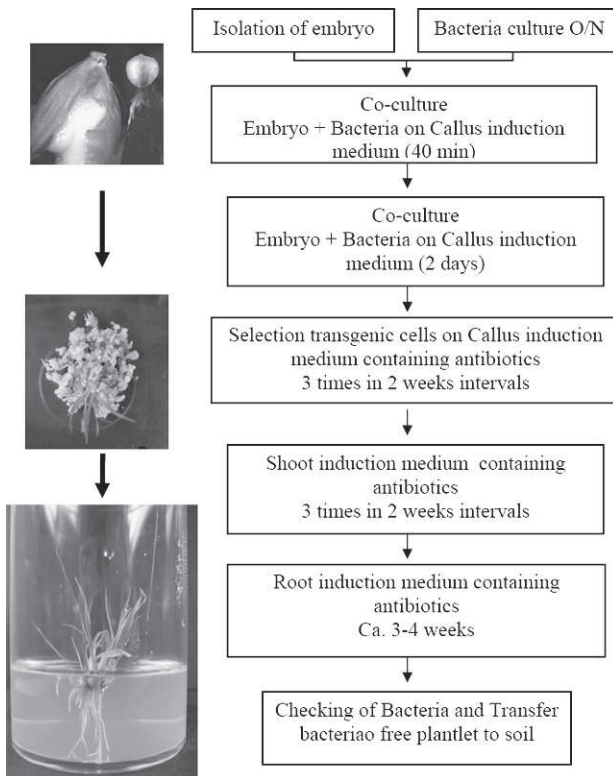 Isolation of embryo
Bacteria culture O/N
Co-culture
Embryo + Bacteria on Callus induction
medium (40 min)
Co-culture
Embryo + Bacteria on Callus induction
medium (2 days)
Selection transgenic cells on Callus induction
medium containing antibiotics
3 times in 2 weeks intervals
Shoot induction medium containing
antibiotics
3 times in 2 weeks intervals
Root induction medium containing
antibiotics
Ca. 3-4 weeks
Checking of Bacteria and Transfer
bacteriao free plantlet to soil